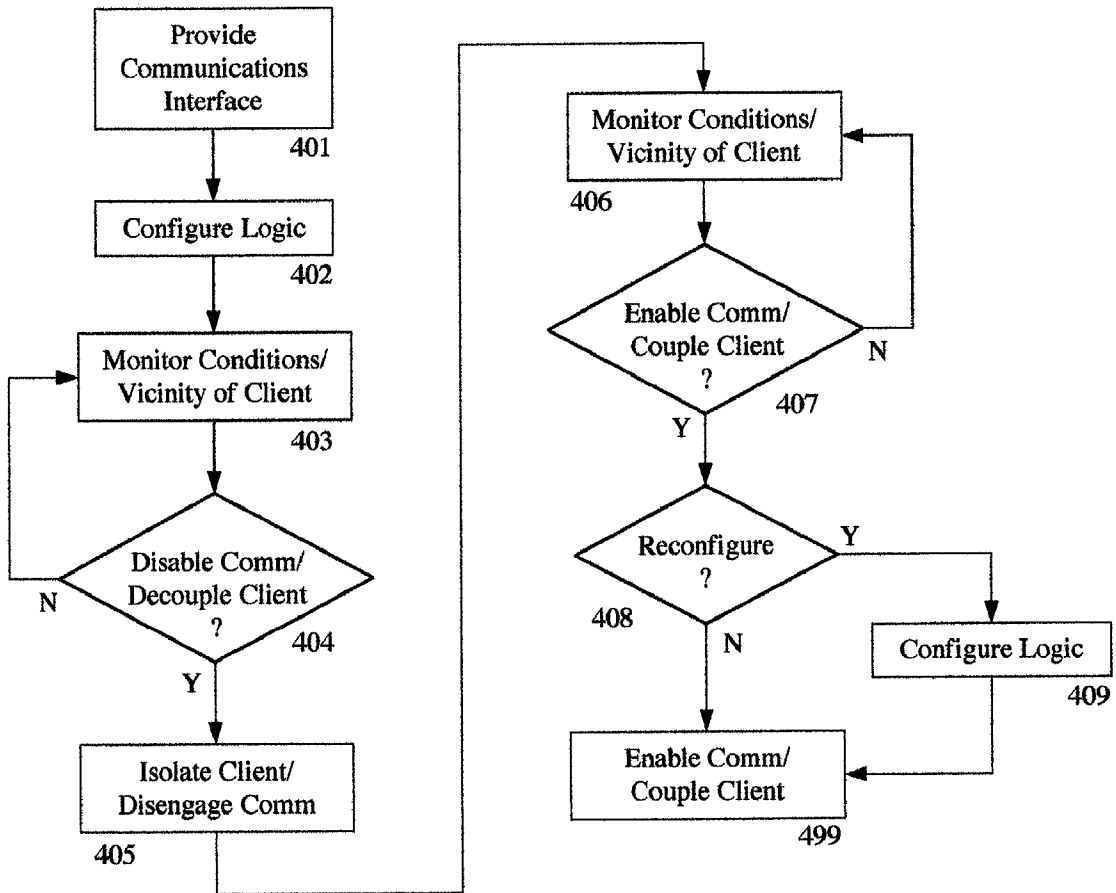 Provide
Communications
Interface
401
Configure Logic
402
Monitor Conditions/
Vicinity of Client
403
Disable Comm/
Decouple Client
?
N
404
Y
Isolate Client/
Disengage Comm
405
Monitor Conditions/
Vicinity of Client
406
Enable Comm/
Couple Client
?
N
407
Y
Reconfigure
?
Y
408
N
Configure Logic
409
Enable Comm/
Couple Client
499